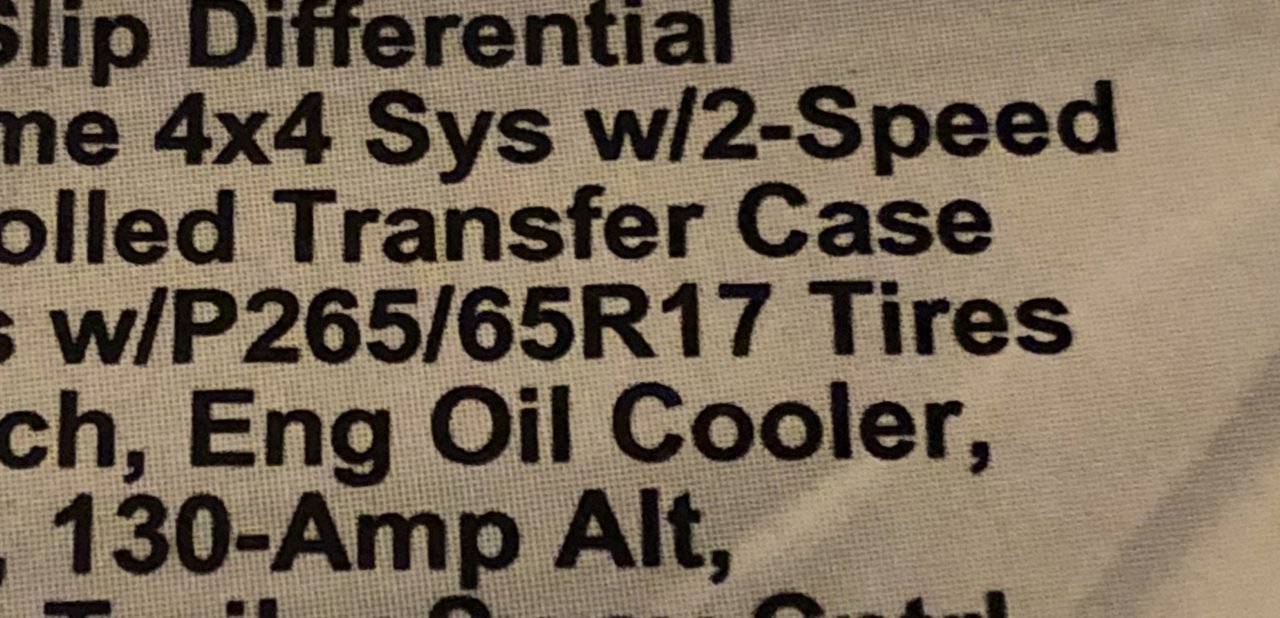 Slip Differential
me 4x4 Sys w/2-Speed
olled Transfer Case
s w/P265/65R17 Tires
ch, Eng Oil Cooler,
, 130-Amp Alt,